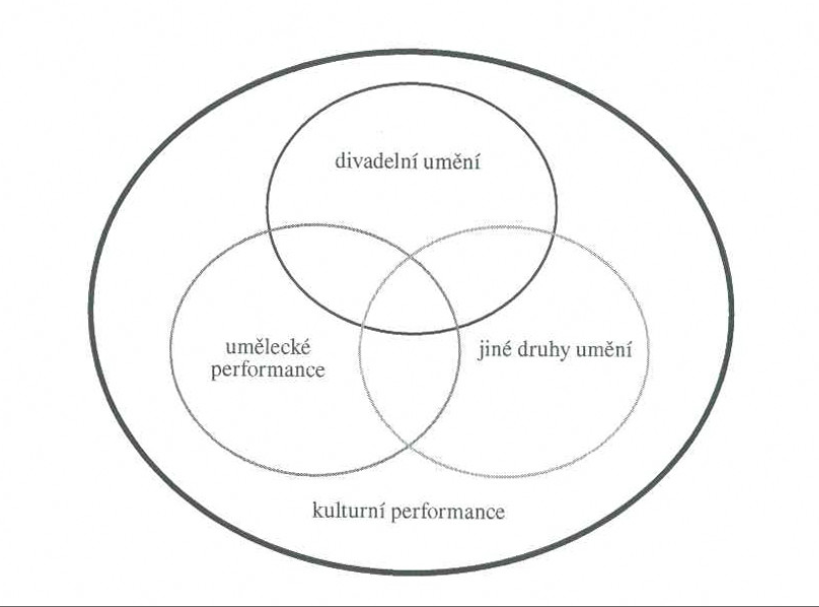 divadelní umění
umělecké
performance
jiné druhy umění
kulturní performance